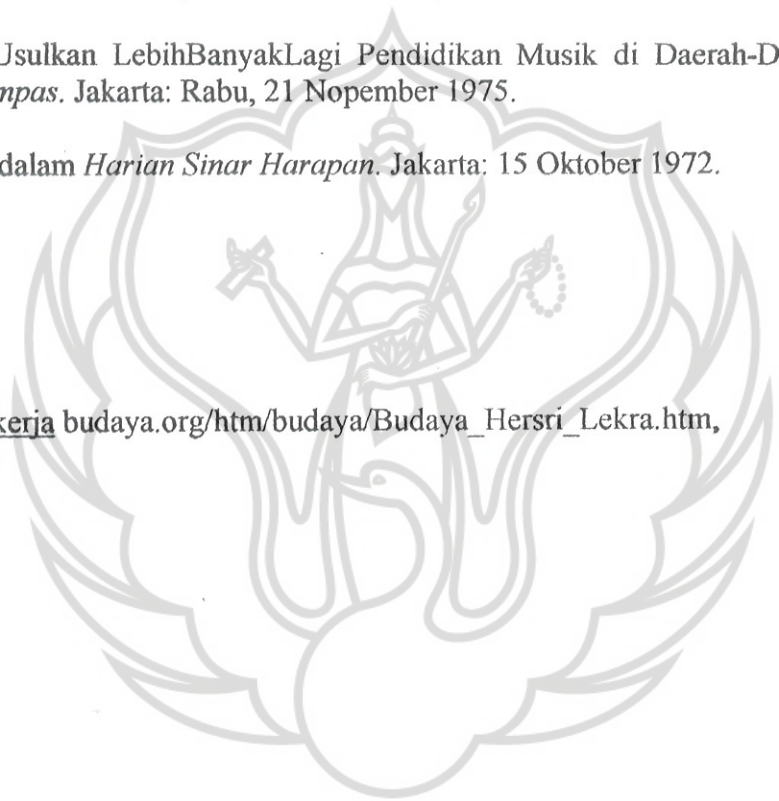 Usulkan LebihBanyakLagi Pendidikan Musik di Daerah-D
mpas. Jakarta: Rabu, 21 Nopember 1975.
dalam Harian Sinar Harapan. Jakarta: 15 Oktober 1972.
kerja budaya.org/htm/budaya/Budaya_Hersri_Lekra.htm,